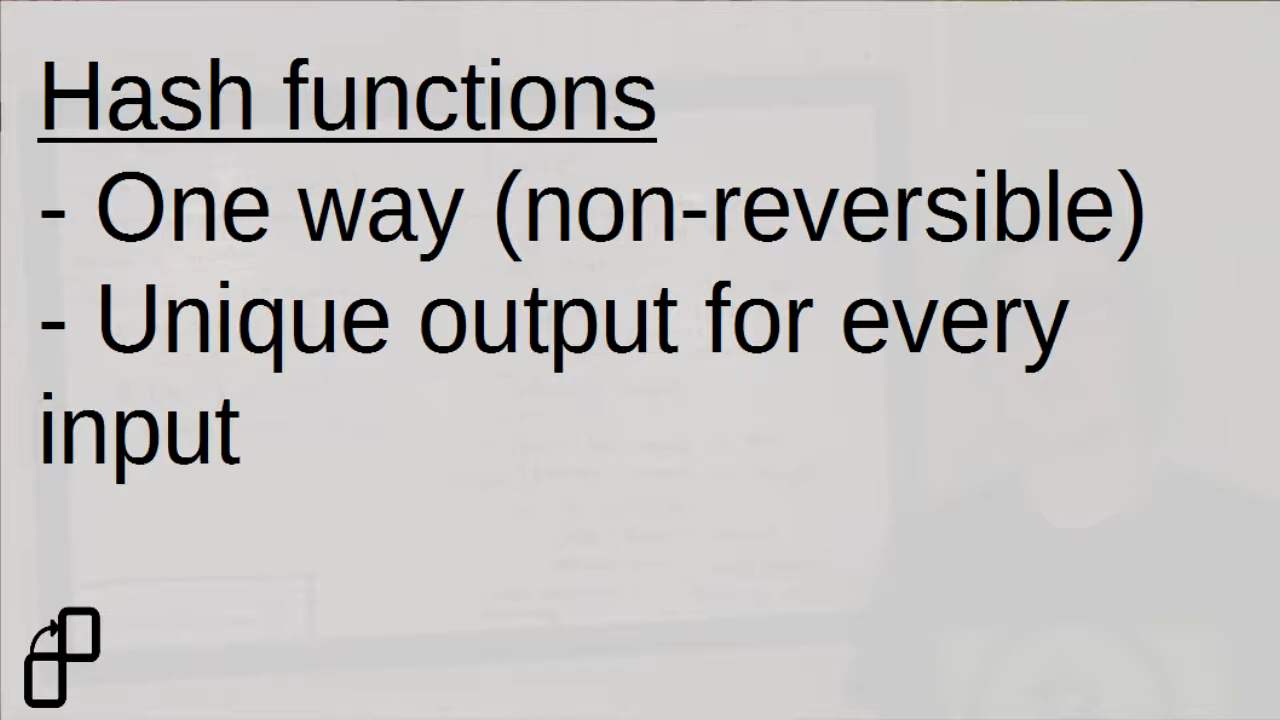 Hash functions
- One way (non-reversible)
- Unique output for every
input